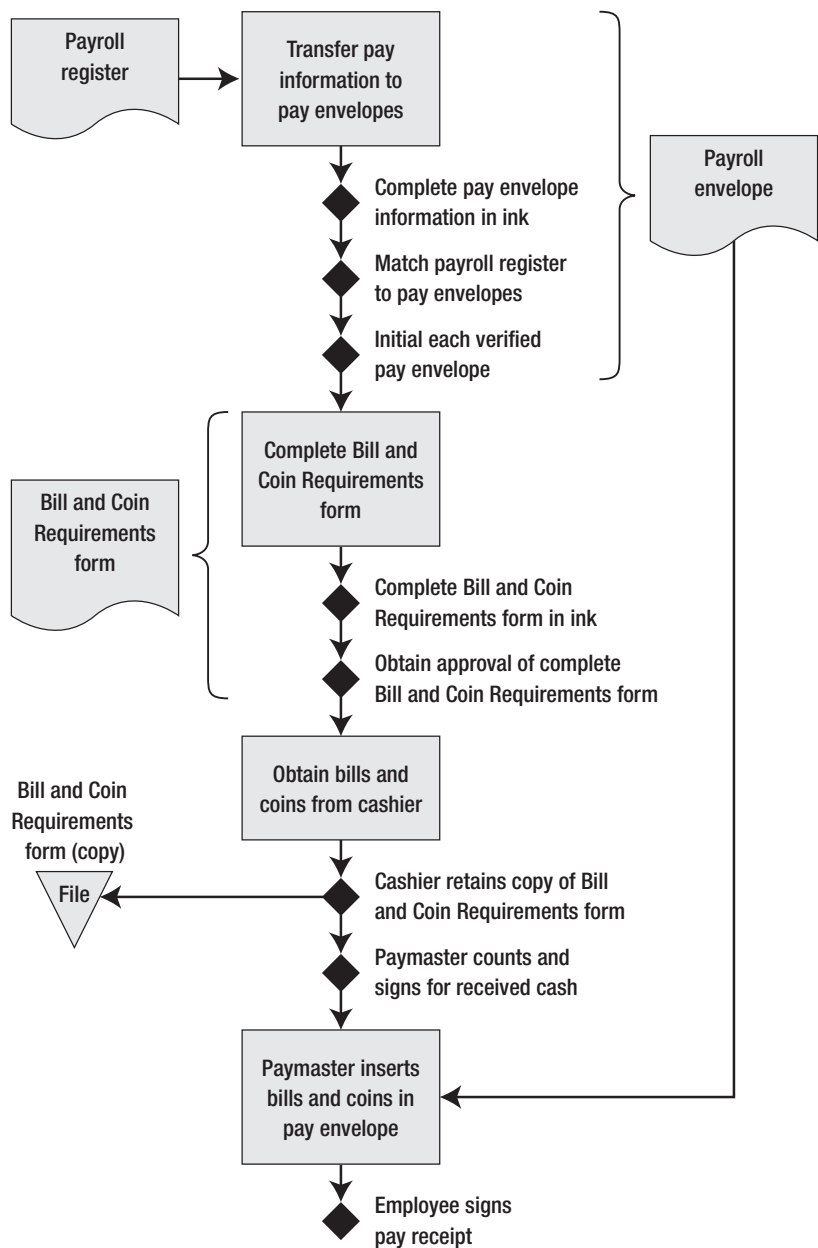 Payroll
register
Transfer pay
information to
pay envelopes
Payroll
envelope
Complete pay envelope
information in ink
Match payroll register
to pay envelopes
Initial each verified
pay envelope
Complete Bill and
Coin Requirements
form
Bill and Coin
Requirements
form
Complete Bill and Coin
Requirements form in ink
Obtain approval of complete
Bill and Coin Requirements form
Obtain bills and
coins from cashier
Bill and Coin
Requirements
form (copy)
File
Cashier retains copy of Bill
and Coin Requirements form
Paymaster counts and
signs for received cash
Paymaster inserts
bills and coins in
pay envelope
Employee signs
pay receipt